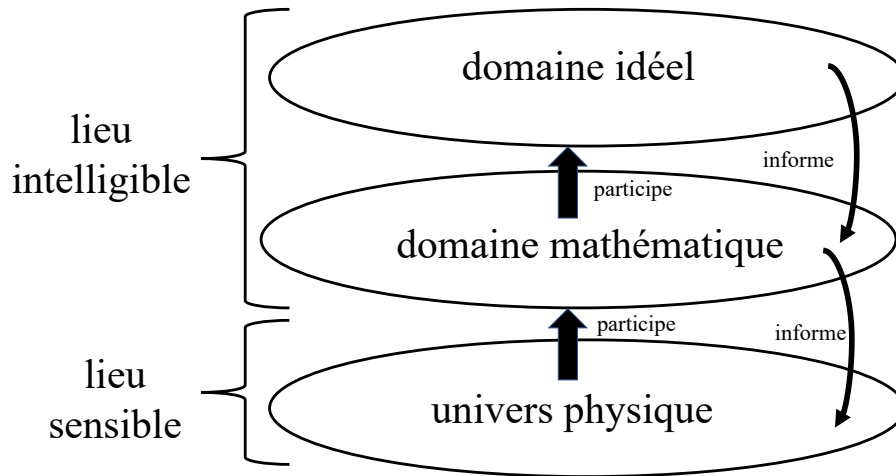 domaine idéel
lieu
intelligible
informe
participe
domaine mathématique
participe
informe
lieu
sensible
univers physique